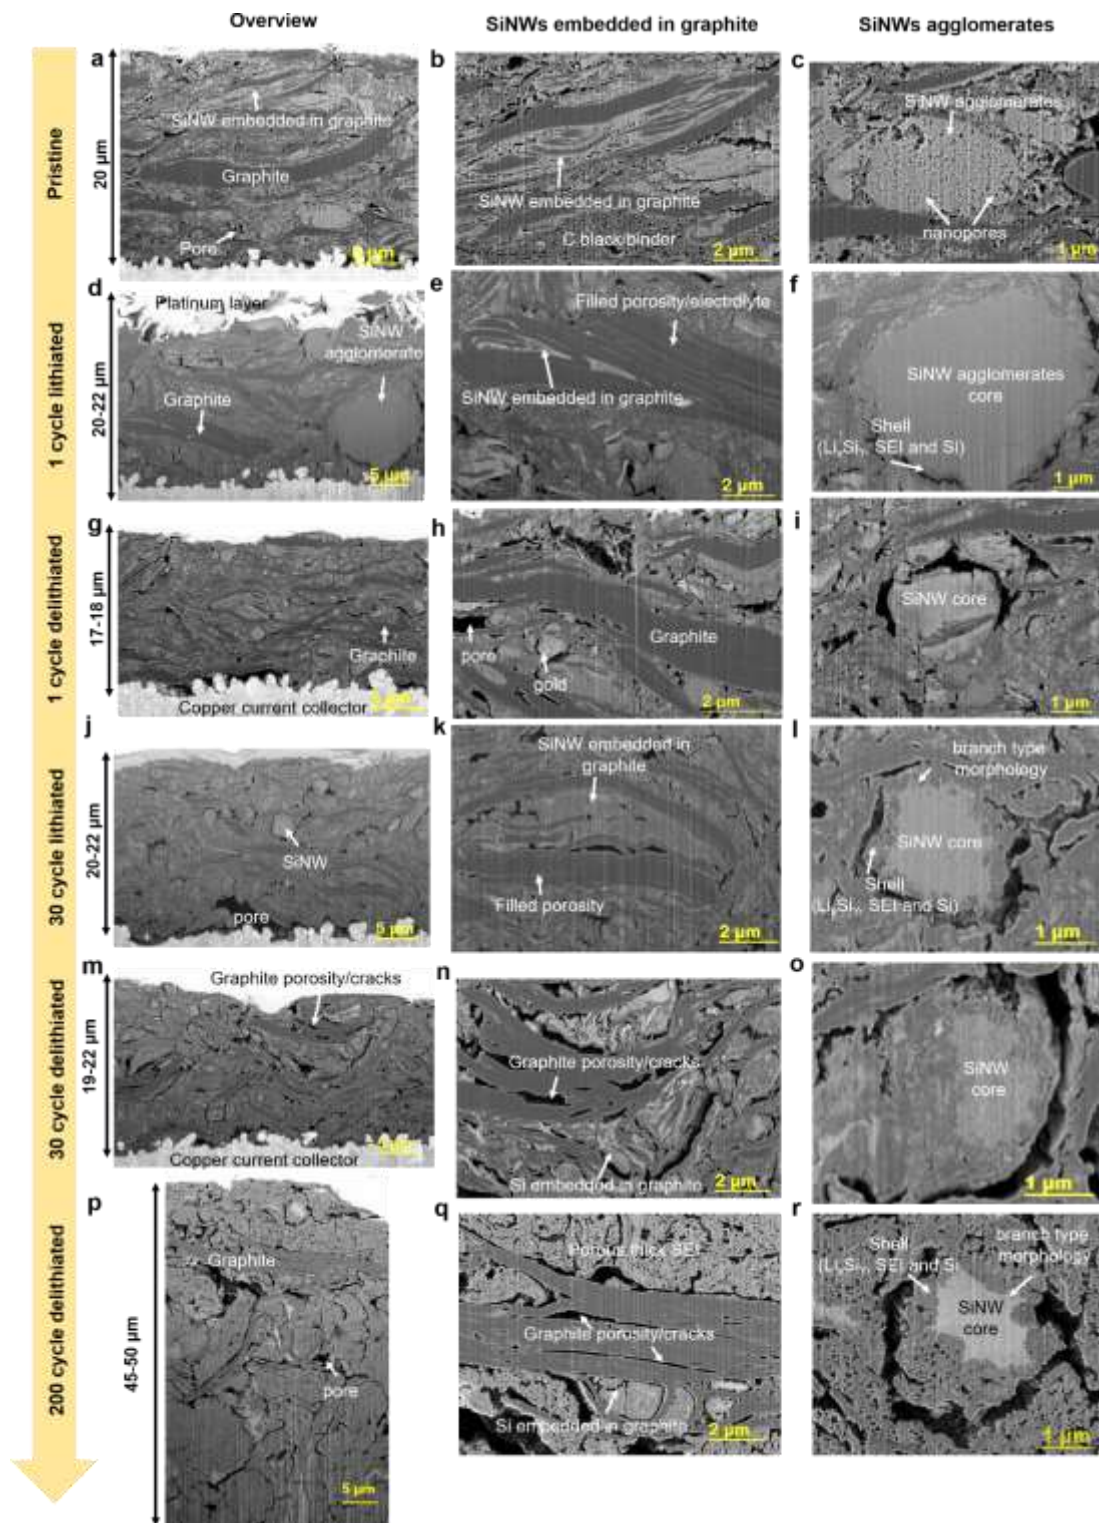 Overview
SiNWs embedded in graphite
SiNWs agglomerates
Pristine
a
20 µm
SiNW embedded in graphite
Graphite
Pore
b
SiNW embedded in graphite
C black/binder
2 µm
c
SiNW agglomerates
nanopores
1 µm
1 cycle lithiated
d
20-22 µm
Platinum layer
SiNW
agglomerate
Graphite
5 µm
e
Filled porosity/electrolyte
SiNW embedded in graphite
2 µm
f
SiNW agglomerates
core
Shell
SEI and Si)
1 µm
1 cycle delithiated
g
17-18 µm
Graphite
Copper current collector
5 µm
h
Graphite
pore
gold
2 µm
i
SiNW core
1 µm
30 cycle lithiated
j
20-22 µm
SiNW
pore
5 µm
k
SiNW embedded in
graphite
Filled porosity
2 µm
l
branch type
morphology
SiNW core
Shell
SEI and Si)
1 µm
30 cycle delithiated
m
19-22 µm
Graphite porosity/cracks
Copper current collector
n
Graphite porosity/cracks
Si embedded in graphite
2 µm
o
SiNW
core
1 µm
200 cycle delithiated
p
45-50 µm
Graphite
pore
5 µm
q
Porous thick SEI
Graphite porosity/cracks
Si embedded in graphite
2 µm
r
Shell
SEI and Si
branch type
morphology
SiNW
core
1 µm